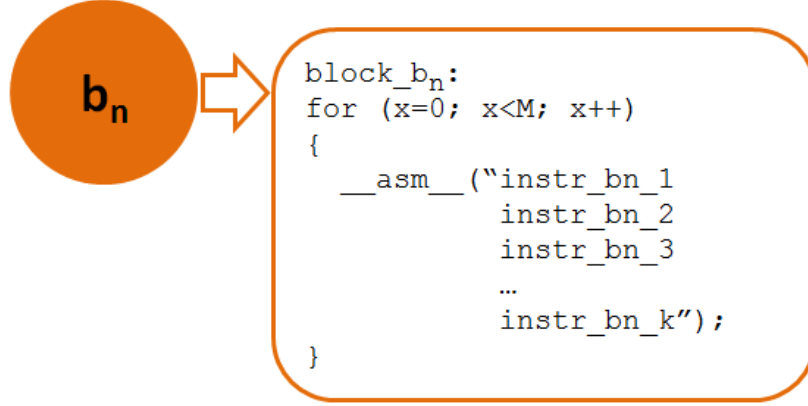 bn
block_bn:
for (x=0; x<M; x++)
{
__asm__(“instr_bn_1
instr_bn_2
instr_bn_3
…
instr_bn_k”);
}